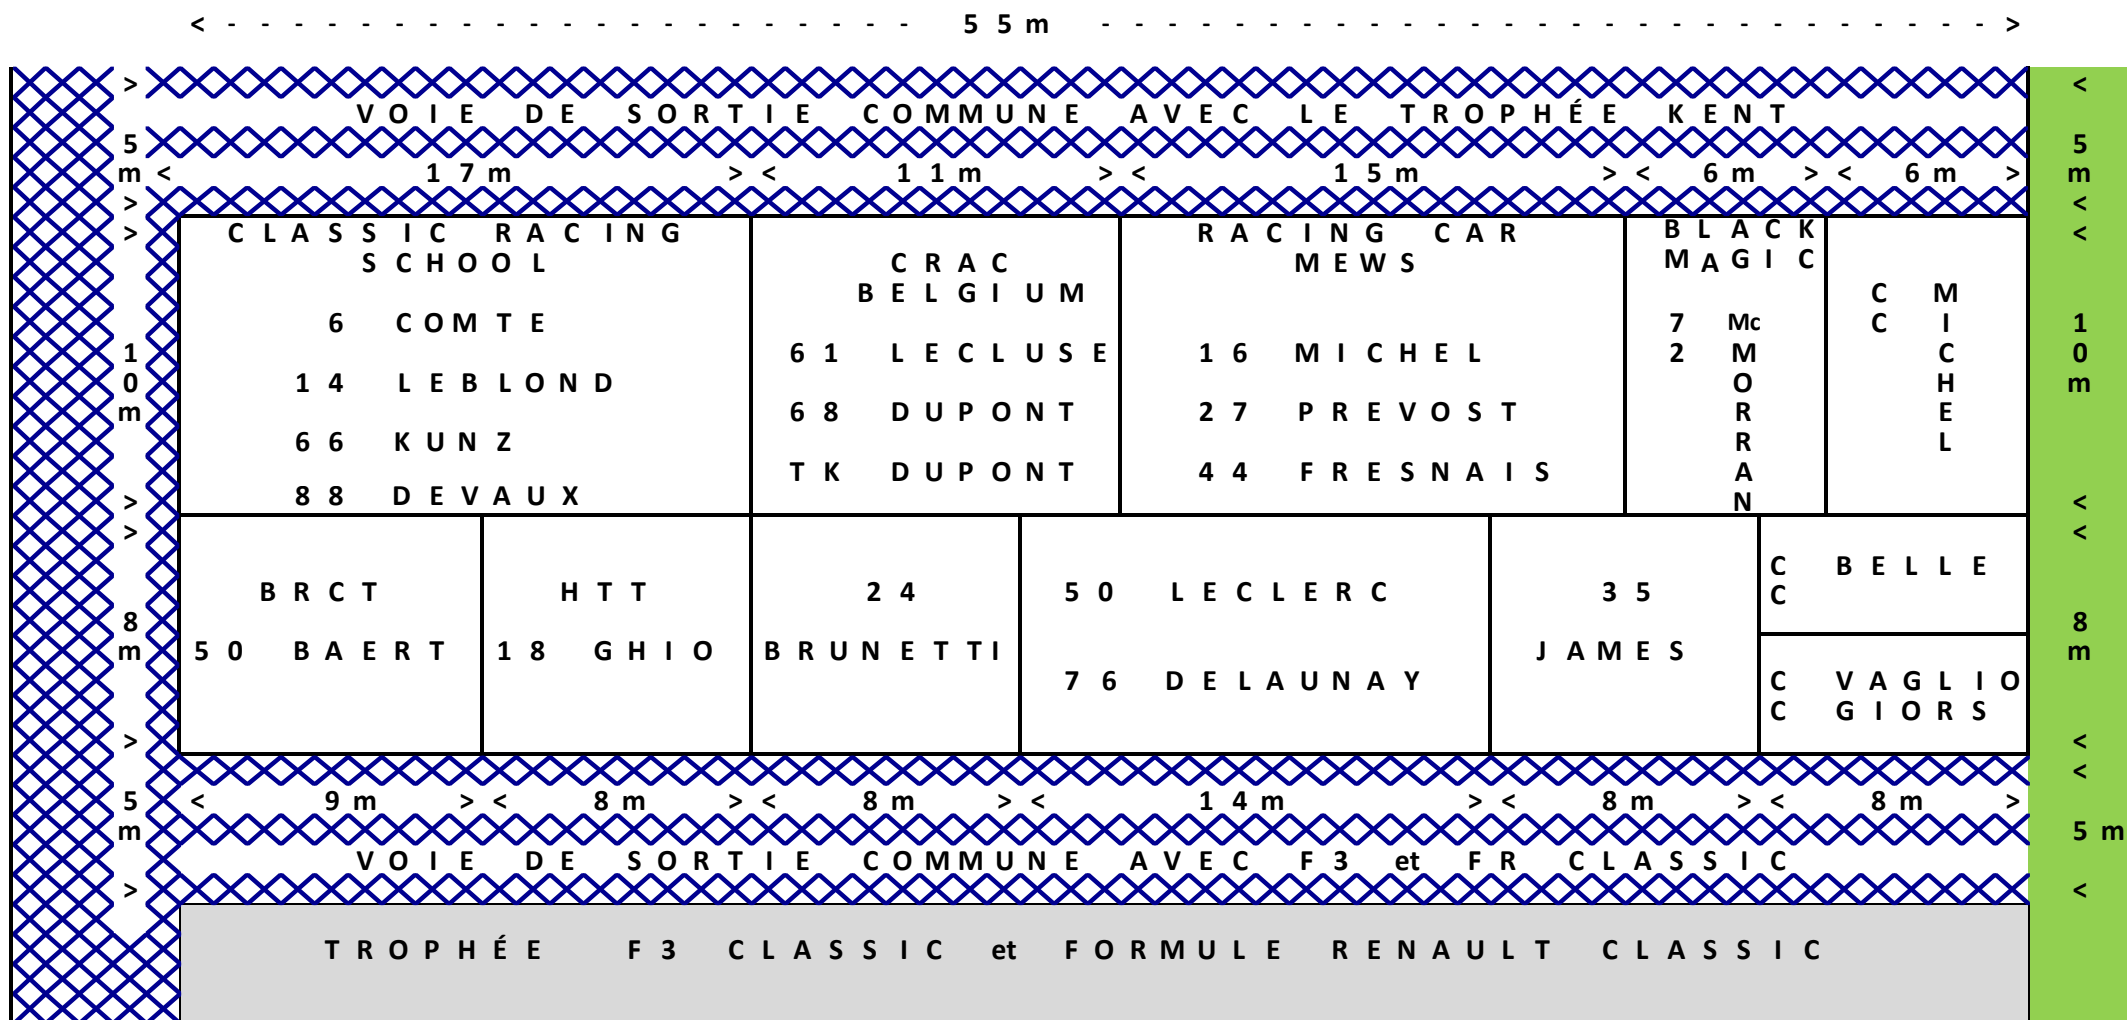 < - - - - - - - - - - - - - - - - - - - - - - - - - - 55m - - - - - - - - - - - - - - - - - - - - - - - - - - - - - - - - >
VOIE DE SORTIE COMMUNE AVEC LE TROPHÉE KENT
5m
< 17m > < 11m > < 15m > < 6m > < 6m >
5m
CLASSIC RACING
SCHOOL
6 COMTE
14 LEBLOND
66 KUNZ
88 DEVAUX
CRAC
BELGIUM
61 LECLUSE
68 DUPONT
TK DUPONT
RACING CAR
MEWS
16 MICHEL
27 PREVOST
44 FRESNAIS
BLACK
MAGIC
72 McMORRAN
CC MICHEL
10m
10m
BRCT
50 BAERT
HTT
18 GHIO
24
BRUNETTI
50 LECLERC
76 DELAUNAY
35
JAMES
CC BELLE
CC VAGLIO
GIORS
8m
8m
5m
< 9m > < 8m > < 8m > < 14m > < 8m > < 8m >
5m
VOIE DE SORTIE COMMUNE AVEC F3 et FR CLASSIC
TROPHÉE F3 CLASSIC et FORMULE RENAULT CLASSIC